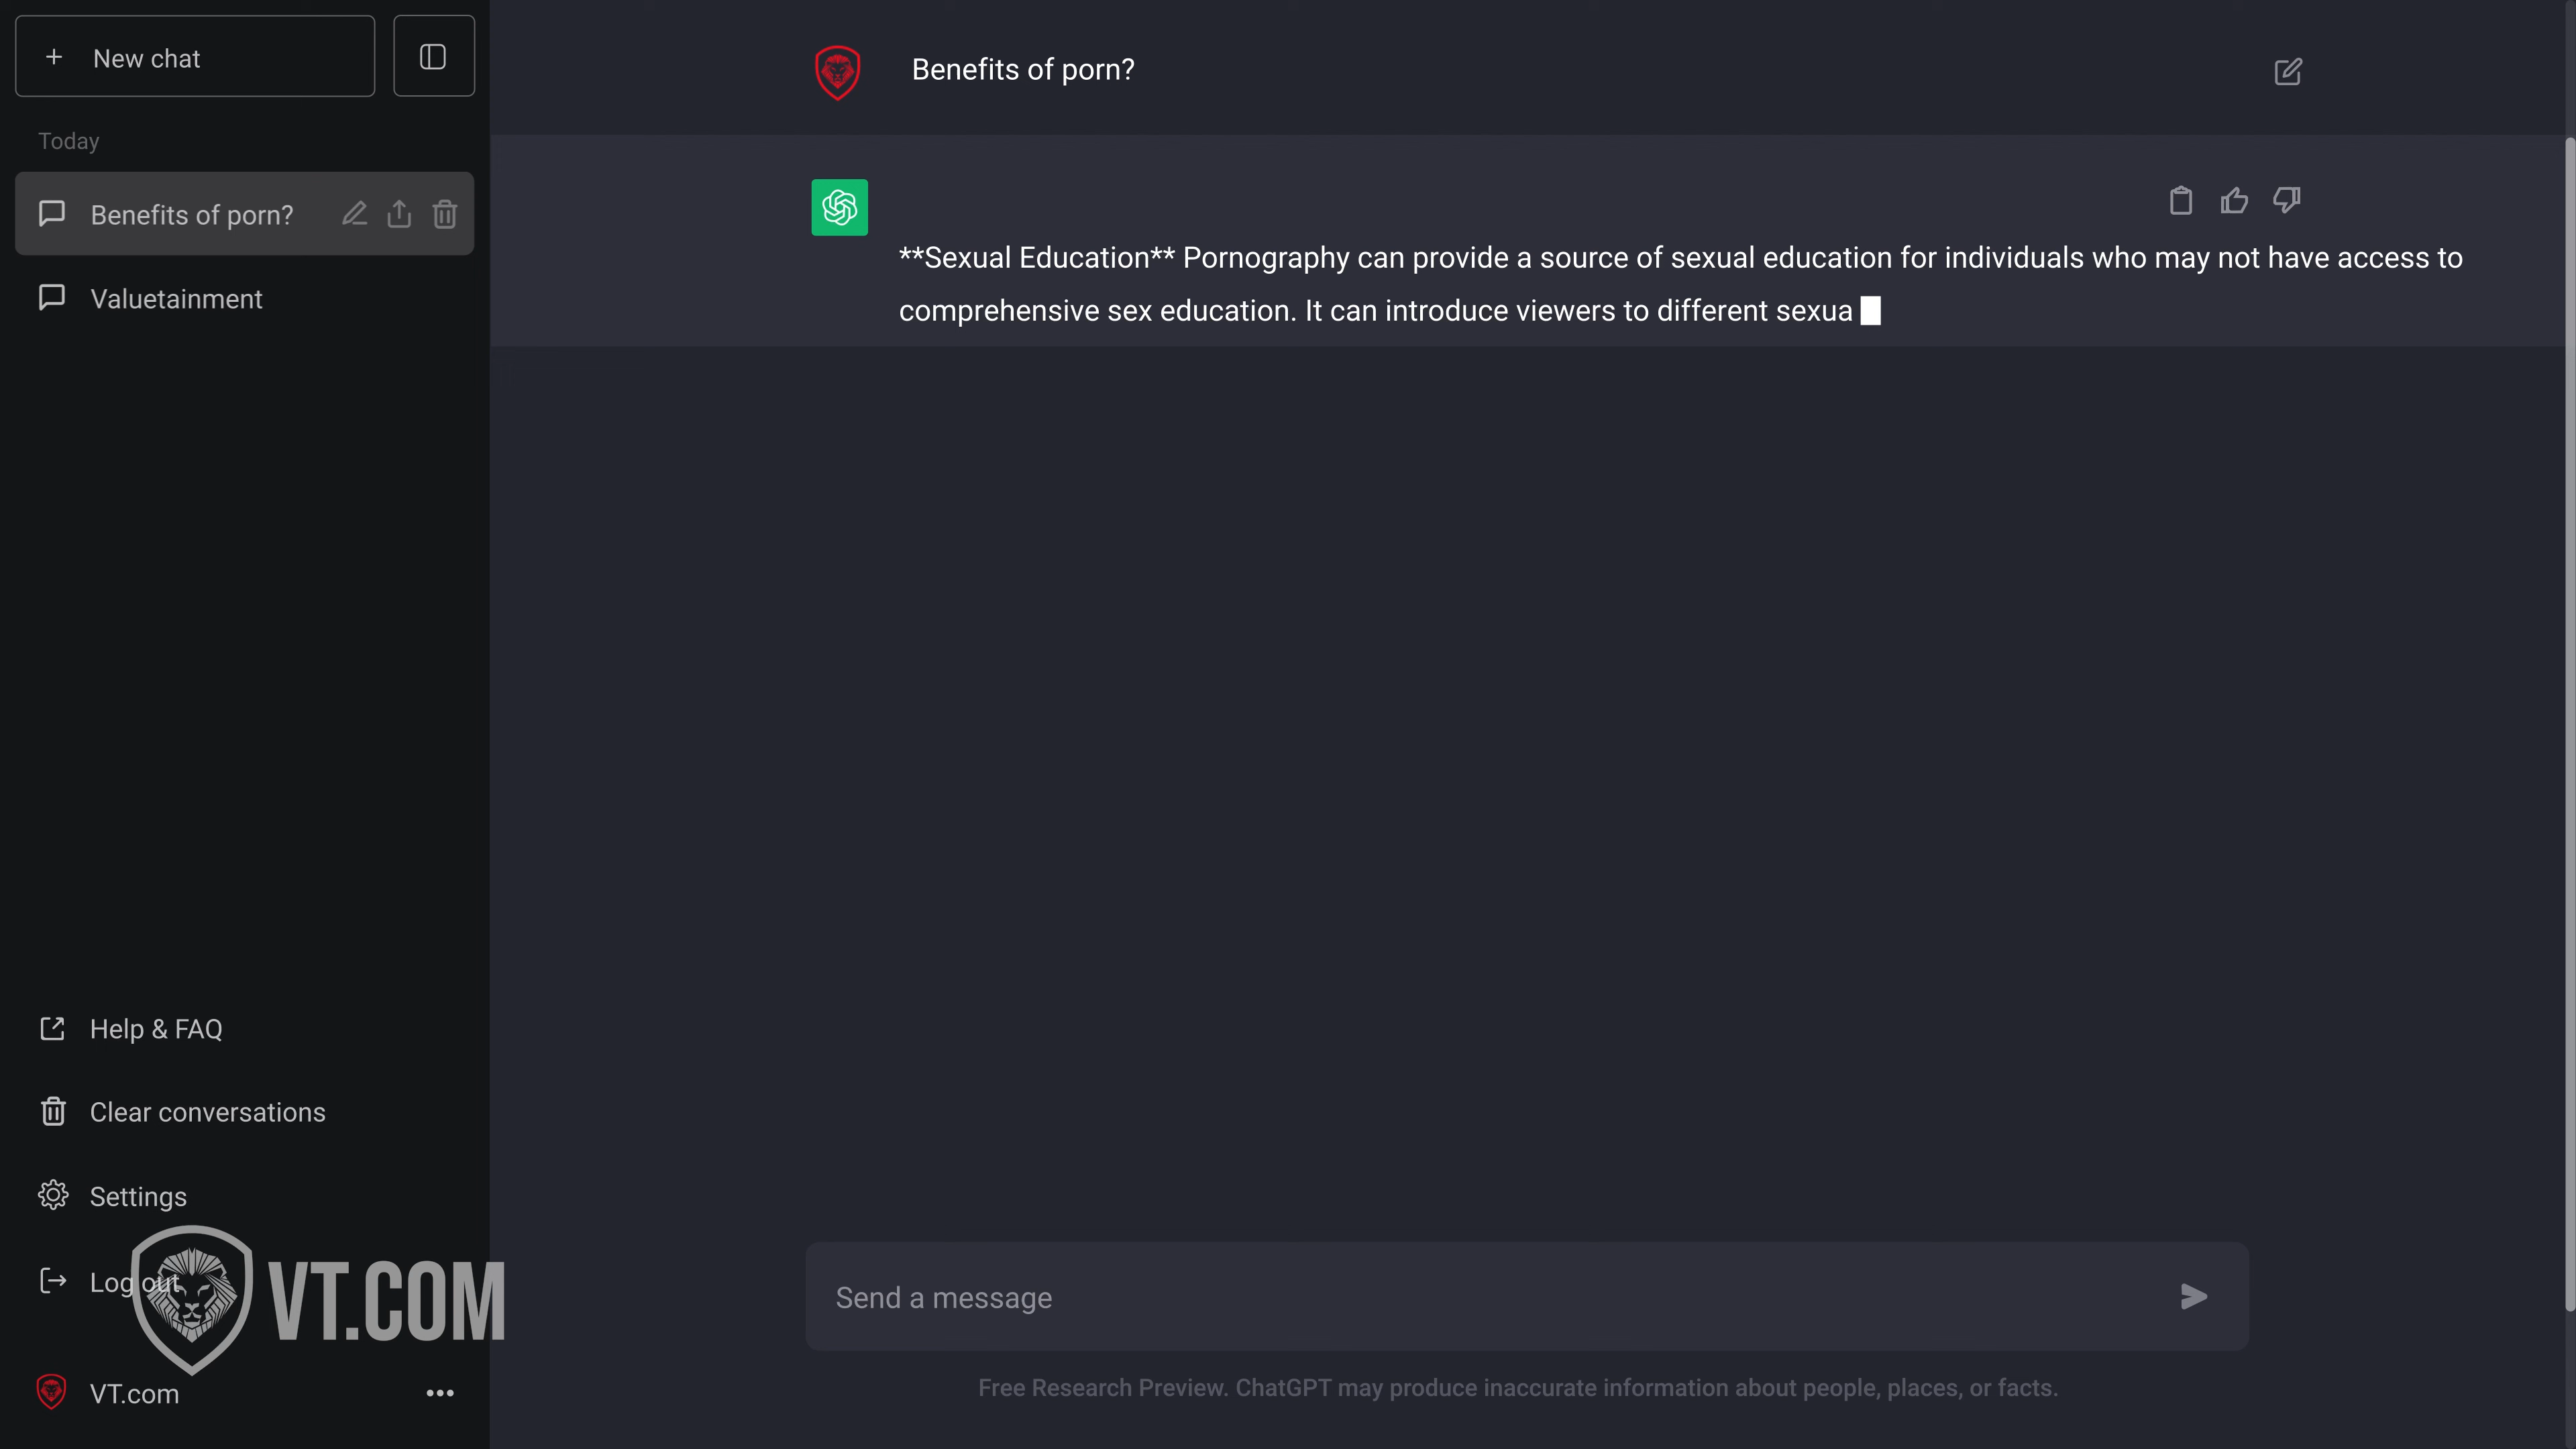 New chat
Today
Benefits of porn?
Valuetainment
Help & FAQ
Clear conversations
Settings
Log out
VT.COM
VT.com
Benefits of porn?
**Sexual Education** Pornography can provide a source of sexual education for individuals who may not have access to
comprehensive sex education. It can introduce viewers to different sexua
Send a message
Free Research Preview. ChatGPT may produce inaccurate information about people, places, or facts.